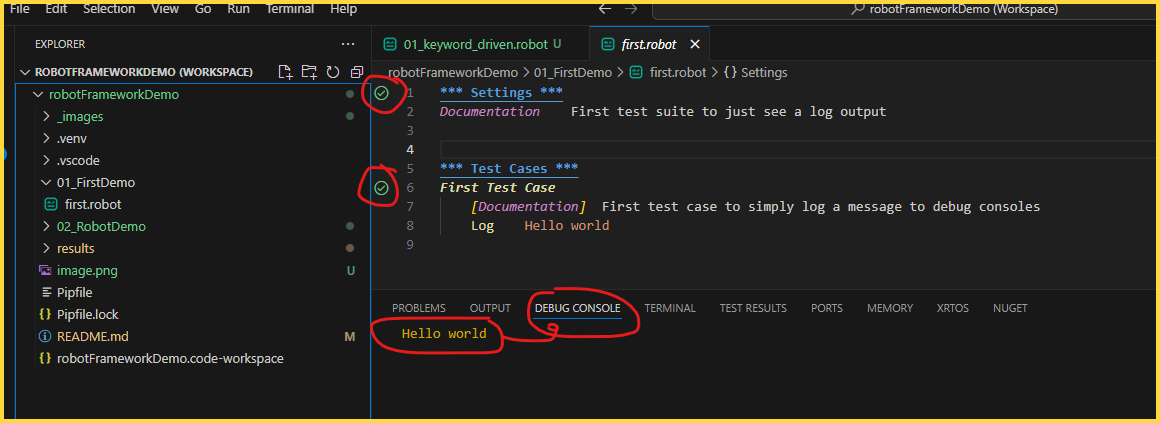 File Edit Selection View Go Run Terminal Help
robotFrameworkDemo (Workspace)
EXPLORER
ROBOTFRAMEWORKDEMO (WORKSPACE)
robotFrameworkDemo
_images
.venv
.vscode
01_FirstDemo
first.robot
02_RobotDemo
results
image.png U
Pipfile
Pipfile.lock
README.md M
robotFrameworkDemo.code-workspace
01_keyword_driven.robot U
first.robot
robotFrameworkDemo > 01_FirstDemo > first.robot > {} Settings
1 *** Settings ***
2 Documentation    First test suite to just see a log output
3
4
5 *** Test Cases ***
6 First Test Case
7     [Documentation]  First test case to simply log a message to debug consoles
8     Log    Hello world
9
PROBLEMS OUTPUT DEBUG CONSOLE TERMINAL TEST RESULTS PORTS MEMORY XRTOS NUGET
Hello world